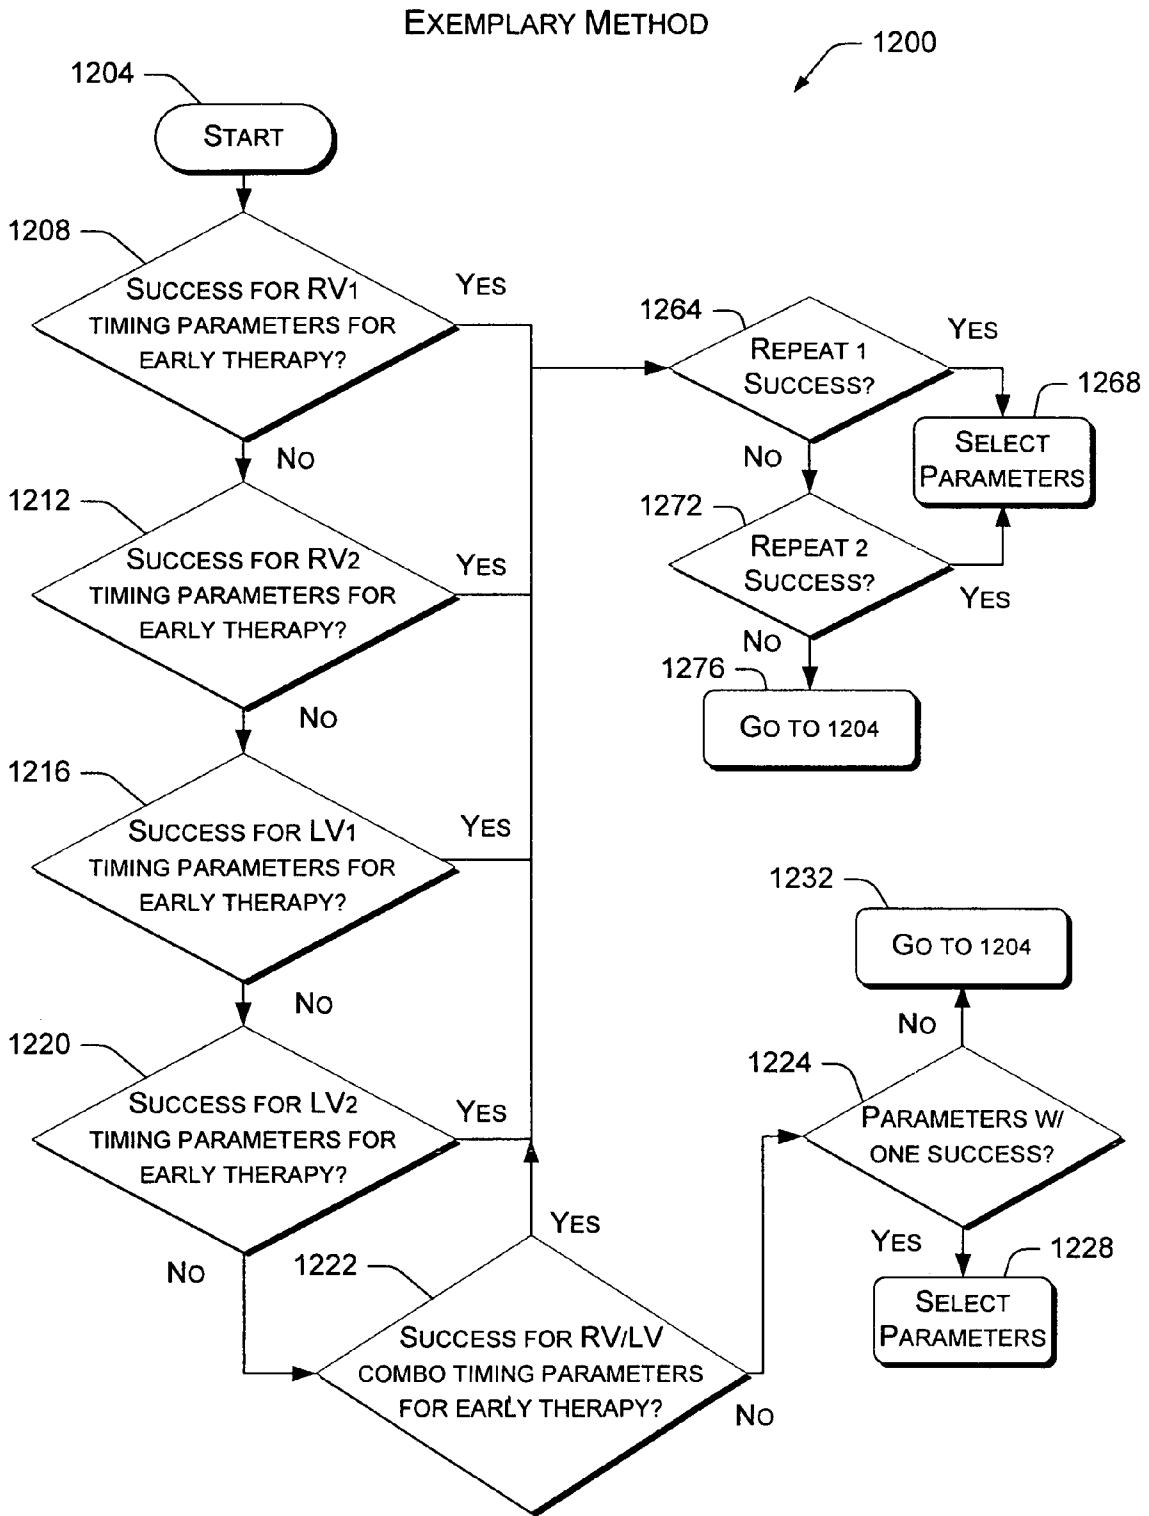 EXEMPLARY METHOD
1200
1204
START
1208
SUCCESS FOR RV1
TIMING PARAMETERS FOR
EARLY THERAPY?
YES
NO
1264
REPEAT 1
SUCCESS?
YES
NO
1268
SELECT
PARAMETERS
1212
SUCCESS FOR RV2
TIMING PARAMETERS FOR
EARLY THERAPY?
YES
NO
1272
REPEAT 2
SUCCESS?
YES
NO
1276
GO TO 1204
1216
SUCCESS FOR LV1
TIMING PARAMETERS FOR
EARLY THERAPY?
YES
NO
1220
SUCCESS FOR LV2
TIMING PARAMETERS FOR
EARLY THERAPY?
YES
NO
1222
SUCCESS FOR RV/LV
COMBO TIMING PARAMETERS
FOR EARLY THERAPY?
YES
NO
1232
GO TO 1204
NO
1224
PARAMETERS W/
ONE SUCCESS?
YES
1228
SELECT
PARAMETERS